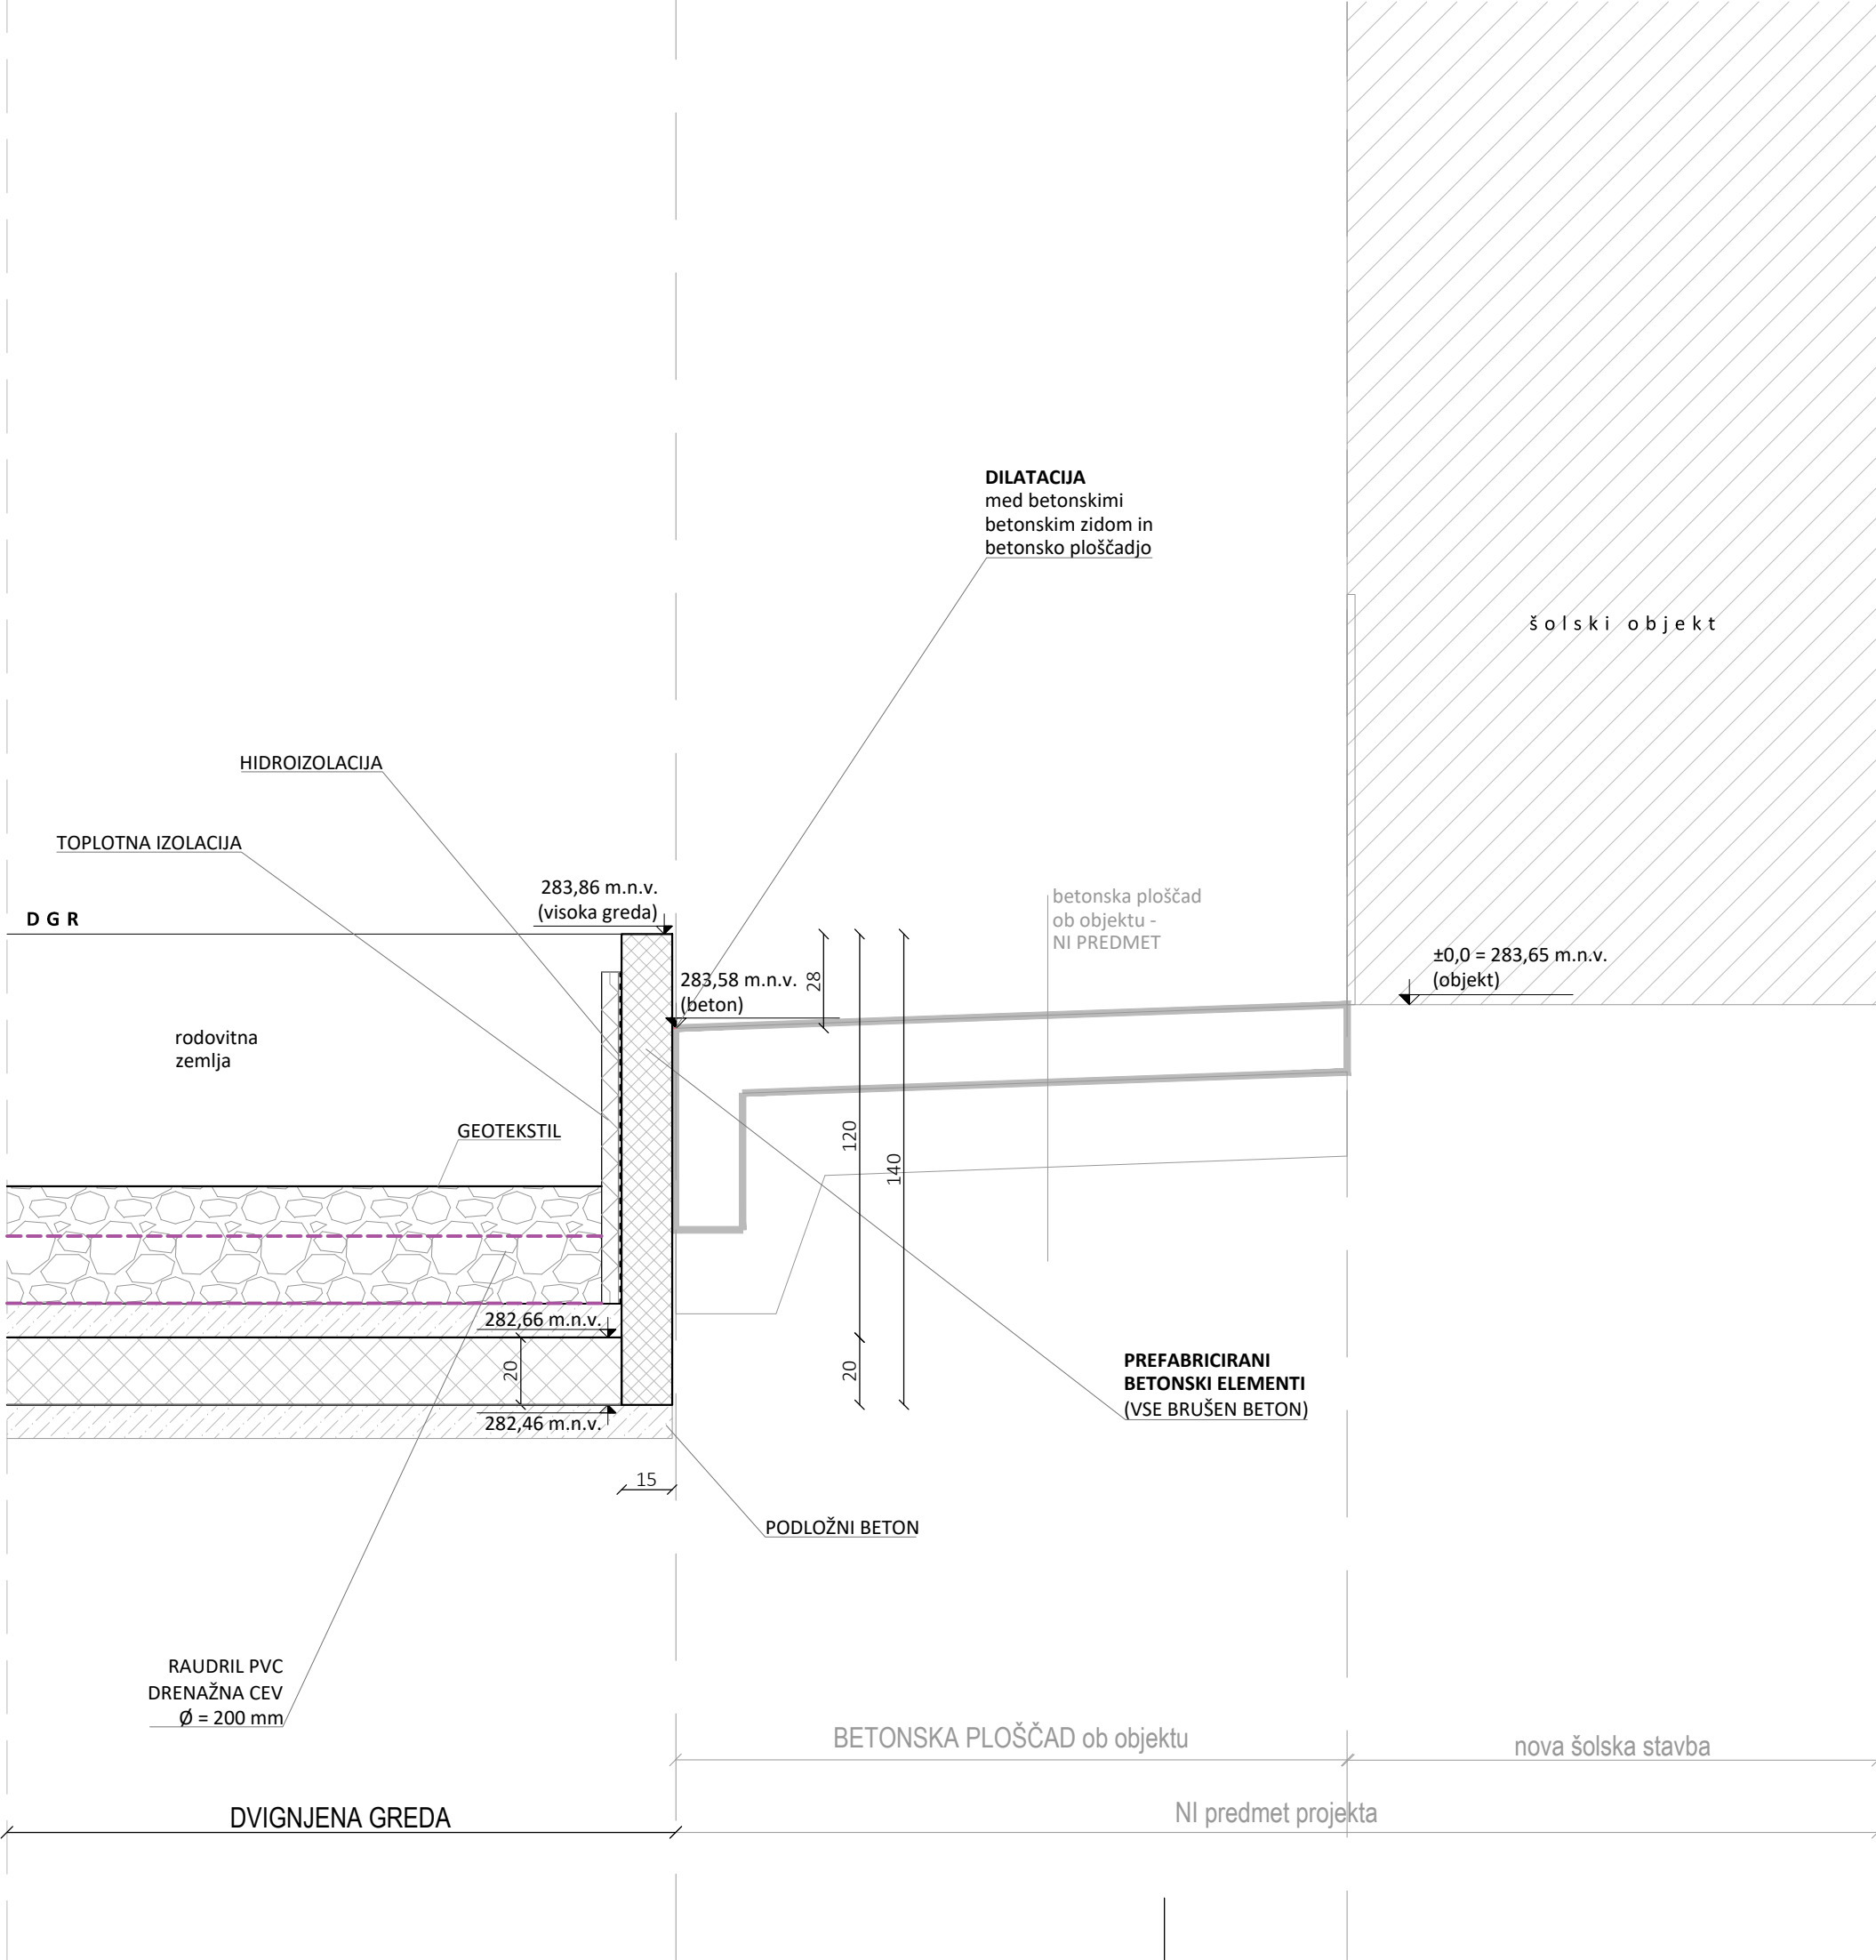 DILATACIJA
med betonskimi
betonskim zidom in
betonsko ploščadjo
šolski objekt
HIDROIZOLACIJA
TOPLOTNA IZOLACIJA
283,86 m.n.v.
(visoka greda)
DGR
betonska ploščad
ob objektu -
NI PREDMET
±0,0 = 283,65 m.n.v.
(objekt)
283,58 m.n.v.
(beton)
28
rodovitna
zemlja
GEOTEKSTIL
120
140
282,66 m.n.v.
20
20
282,46 m.n.v.
PREFABRICIRANI
BETONSKI ELEMENTI
(VSE BRUŠEN BETON)
15
PODLOŽNI BETON
RAUDRIL PVC
DRENAŽNA CEV
Ø = 200 mm
BETONSKA PLOŠČAD ob objektu
nova šolska stavba
DVIGNJENA GREDA
NI predmet projekta